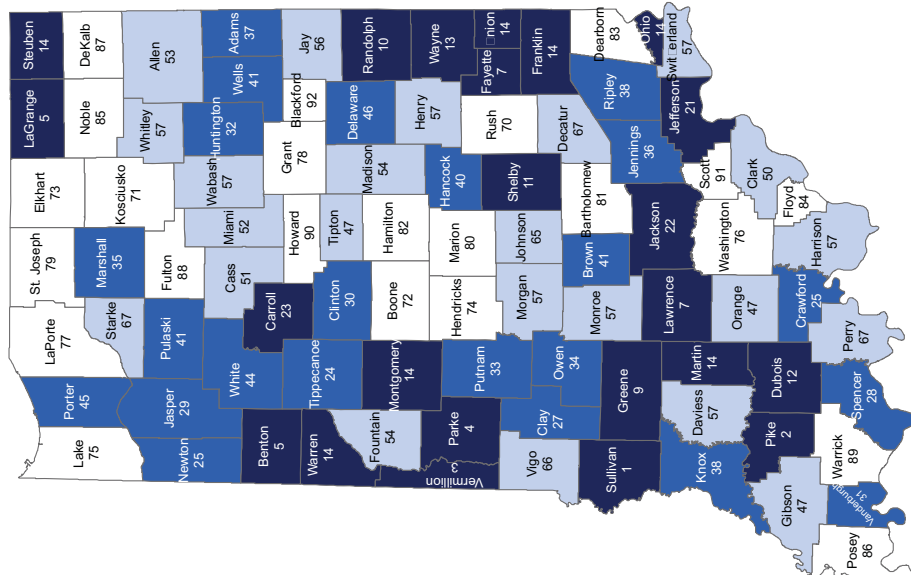 Lake
75
Porter
45
LaPorte
77
St. Joseph
79
Elkhart
73
LaGrange
5
Steuben
14
Noble
85
DeKalb
87
Starke
67
Marshall
35
Kosciusko
71
Whitley
57
Allen
53
Newton
25
Jasper
29
Pulaski
41
Fulton
88
Wabash
57
Huntington
32
Wells
41
Adams
37
Benton
5
White
44
Cass
51
Miami
52
Carroll
23
Howard
90
Grant
78
Blackford
92
Jay
56
Warren
14
Tippecanoe
24
Clinton
30
Tipton
47
Madison
54
Delaware
46
Randolph
10
Fountain
54
Montgomery
14
Boone
72
Hamilton
82
Henry
57
Wayne
13
Vermillion
3
Parke
4
Putnam
33
Hendricks
74
Marion
80
Hancock
40
Rush
70
Fayette
7
□nion
14
Vigo
66
Clay
27
Owen
34
Morgan
57
Johnson
65
Shelby
11
Decatur
67
Franklin
14
Sullivan
1
Greene
9
Monroe
57
Brown
41
Bartholomew
81
Jennings
36
Ripley
38
Dearborn
83
Ohio
14
Switzerland
57
Knox
38
Daviess
57
Martin
14
Lawrence
7
Jackson
22
Scott
91
Jefferson
21
Gibson
47
Pike
2
Dubois
12
Orange
47
Washington
76
Clark
50
Floyd
84
Posey
86
Vanderburgh
31
Warrick
89
Spencer
28
Perry
67
Crawford
25
Harrison
57